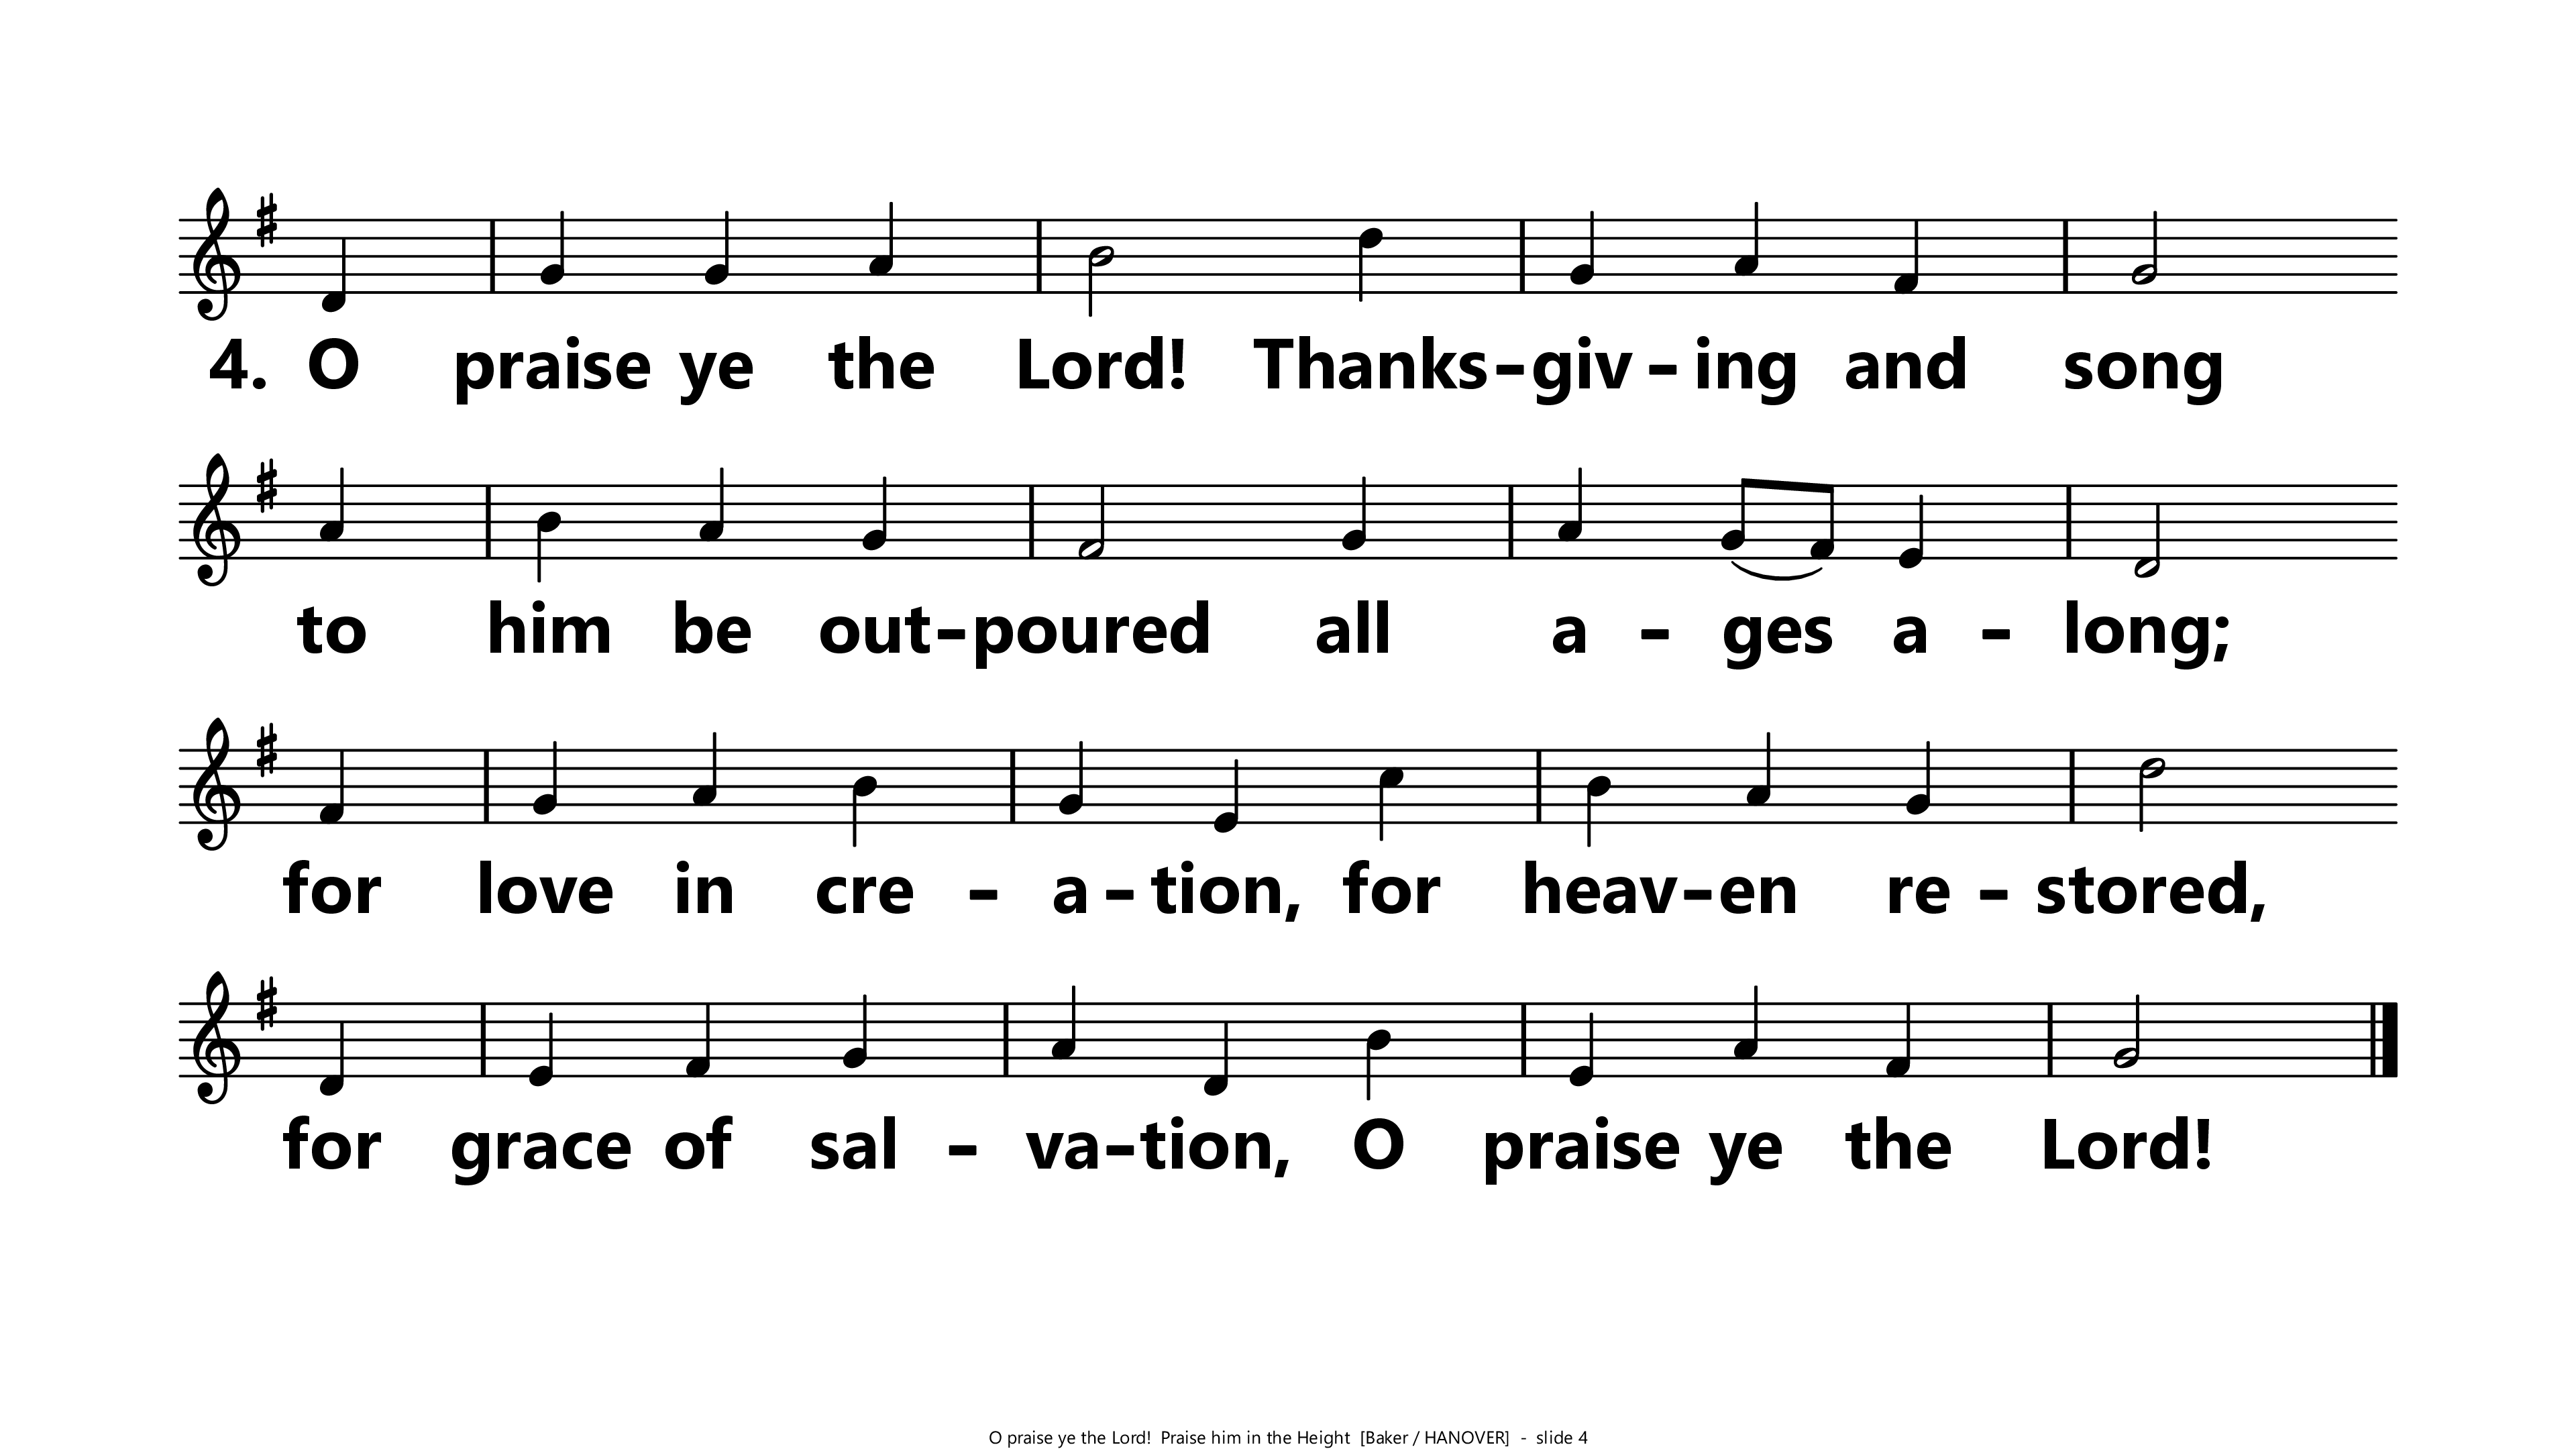 4. O praise ye the Lord! Thanks-giv-ing and song
to him be out-poured all a-ges a-long;
for love in cre-a-tion, for heav-en re-stored,
for grace of sal-va-tion, O praise ye the Lord!
O praise ye the Lord! Praise him in the Height [Baker / HANOVER] - slide 4